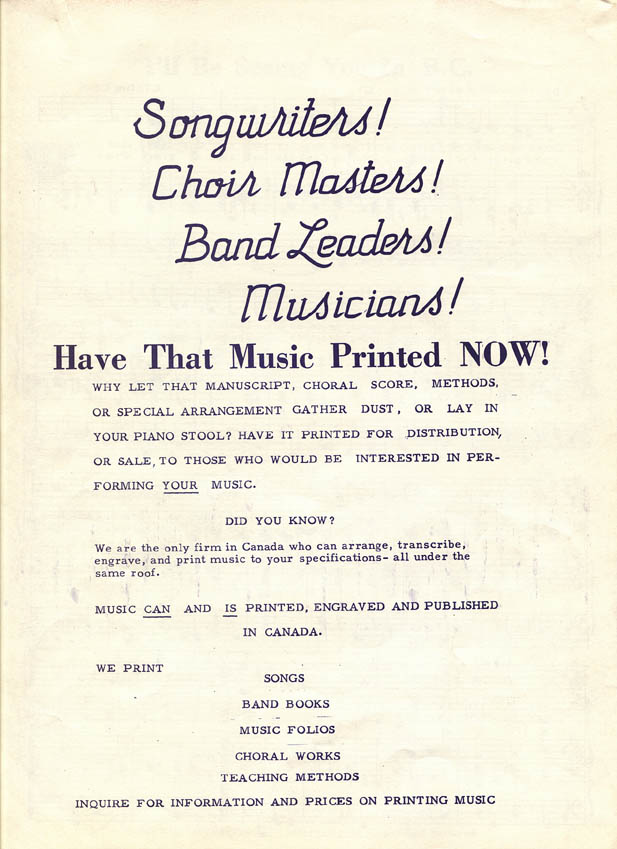 Songwriters!
Choir Masters!
Band Leaders!
Musicians!
Have That Music Printed NOW!
WHY LET THAT MANUSCRIPT, CHORAL SCORE, METHODS,
OR SPECIAL ARRANGEMENT GATHER DUST, OR LAY IN
YOUR PIANO STOOL? HAVE IT PRINTED FOR DISTRIBUTION,
OR SALE, TO THOSE WHO WOULD BE INTERESTED IN PER-
FORMING YOUR MUSIC.
DID YOU KNOW?
We are the only firm in Canada who can arrange, transcribe,
engrave, and print music to your specifications- all under the
same roof.
MUSIC CAN AND IS PRINTED, ENGRAVED AND PUBLISHED
IN CANADA.
WE PRINT
SONGS
BAND BOOKS
MUSIC FOLIOS
CHORAL WORKS
TEACHING METHODS
INQUIRE FOR INFORMATION AND PRICES ON PRINTING MUSIC